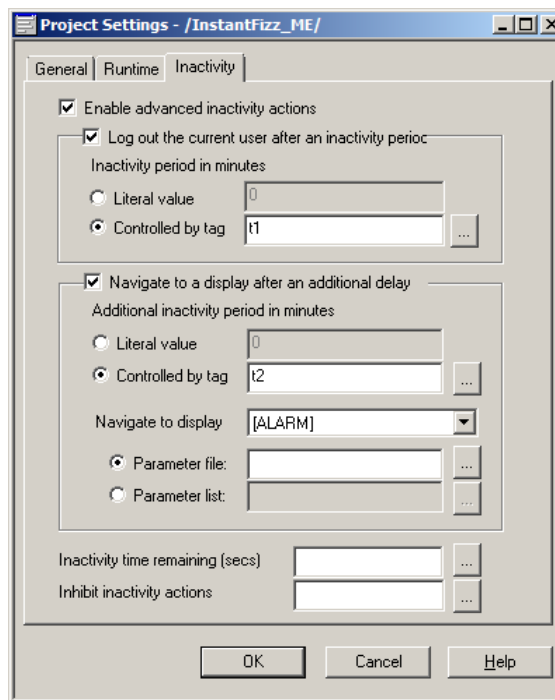 Project Settings - /InstantFizz_ME/
General Runtime Inactivity
Enable advanced inactivity actions
Log out the current user after an inactivity period
Inactivity period in minutes
Literal value 0
Controlled by tag t1 ...
Navigate to a display after an additional delay
Additional inactivity period in minutes
Literal value 0
Controlled by tag t2 ...
Navigate to display [ALARM]
Parameter file: ...
Parameter list: ...
Inactivity time remaining (secs) ...
Inhibit inactivity actions ...
OK Cancel Help